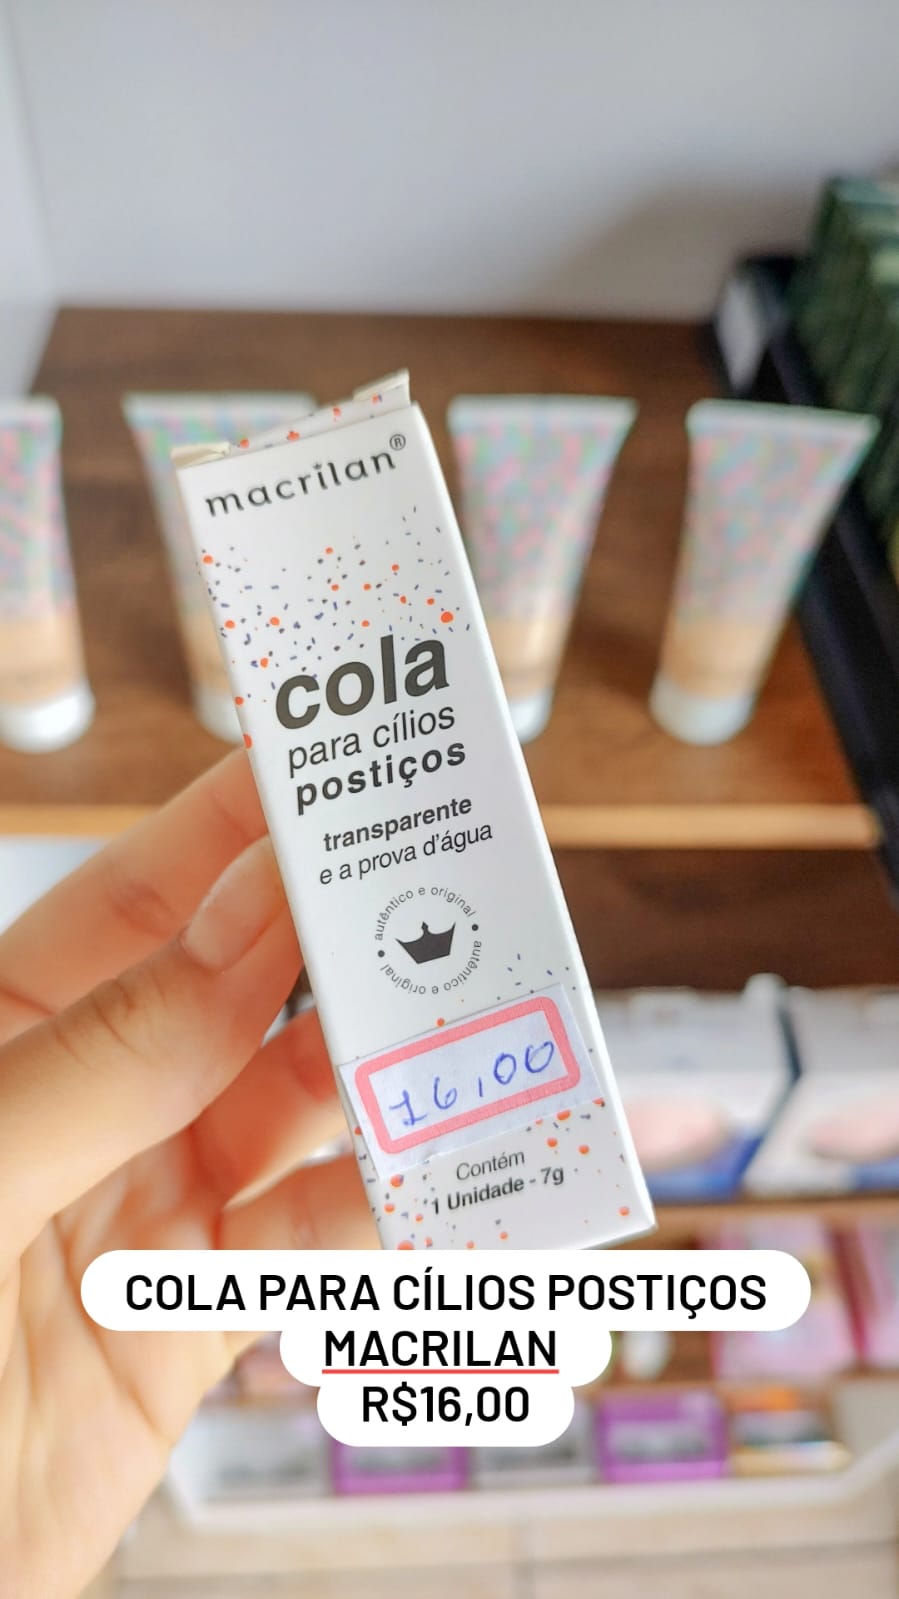 macrilan®
cola
para cílios
postiços
transparente
e a prova d'água
autêntico e original • autêntico e original •
16,00
Contém
1 Unidade - 7g
COLA PARA CÍLIOS POSTIÇOS
MACRILAN
R$16,00